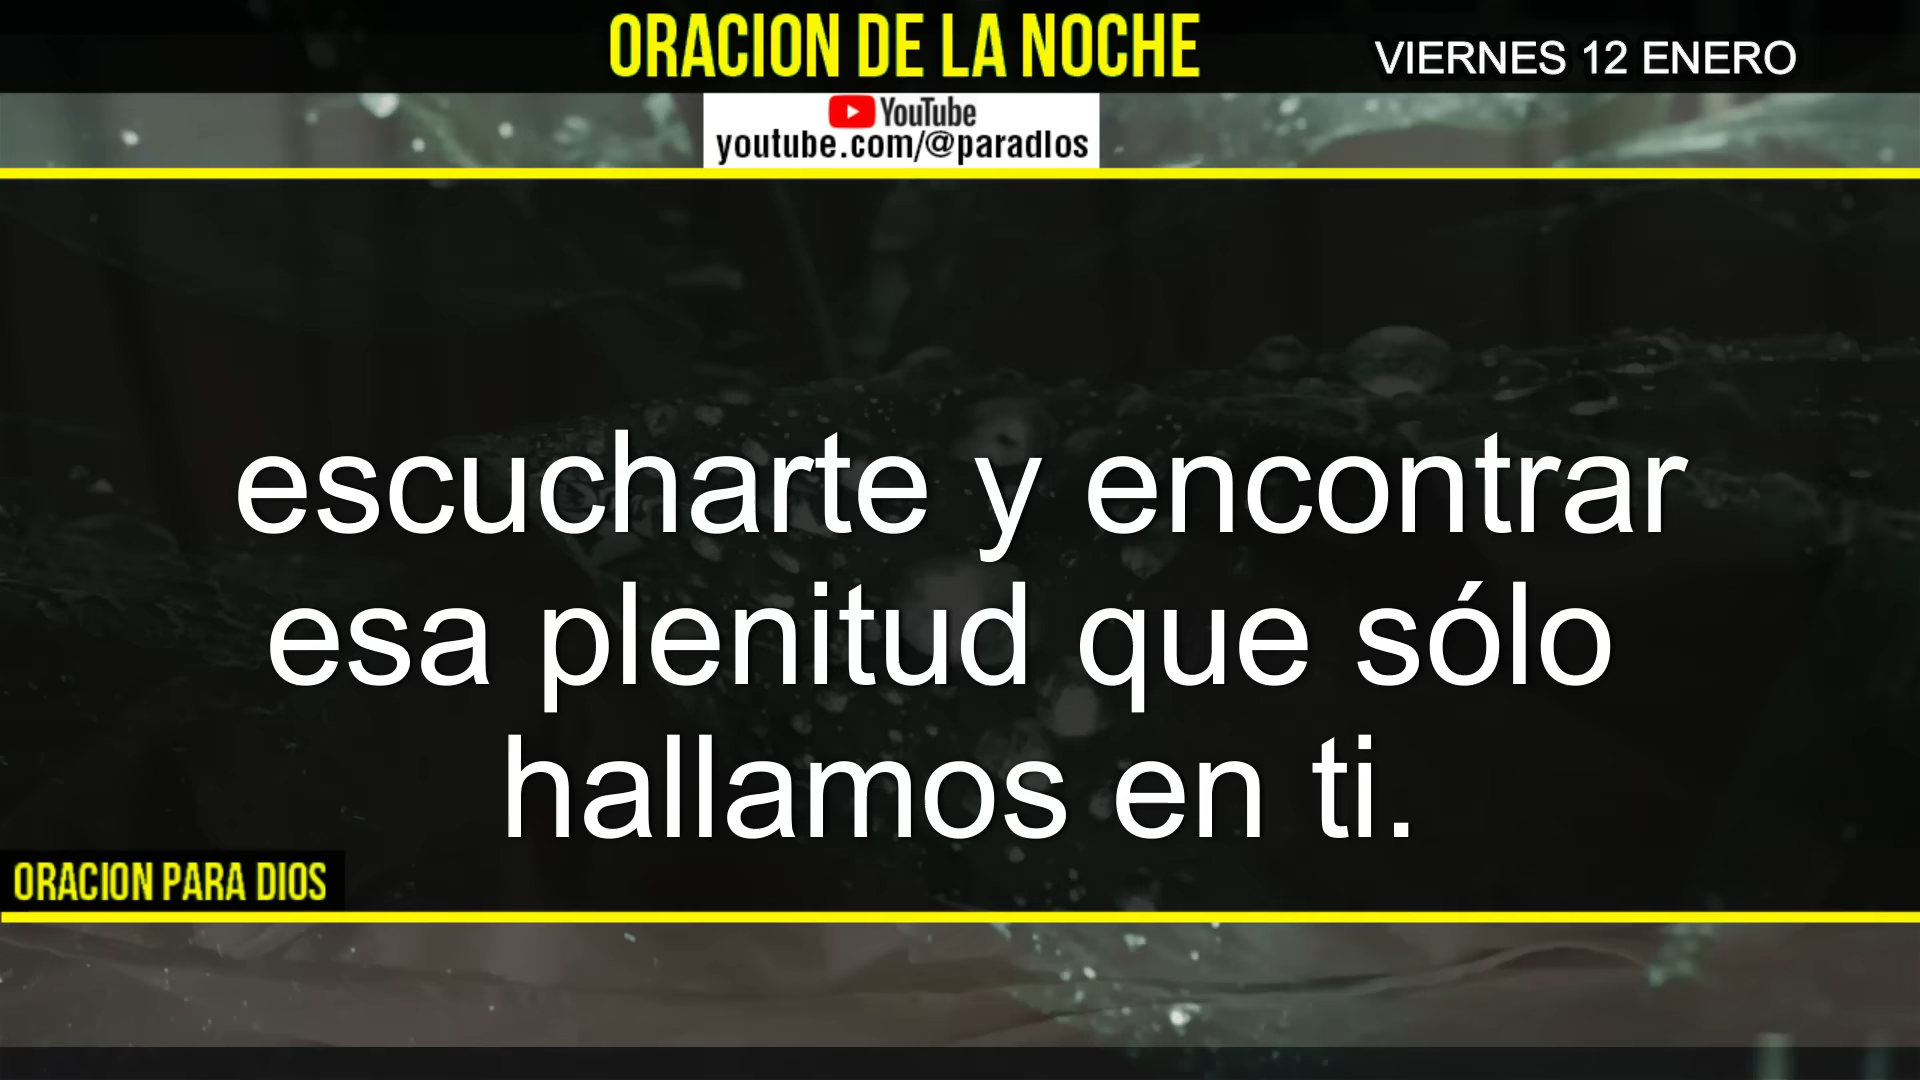 ORACION DE LA NOCHE
VIERNES 12 ENERO
YouTube
youtube.com/@paradIos
escucharte y encontrar
esa plenitud que sólo
hallamos en ti.
ORACION PARA DIOS